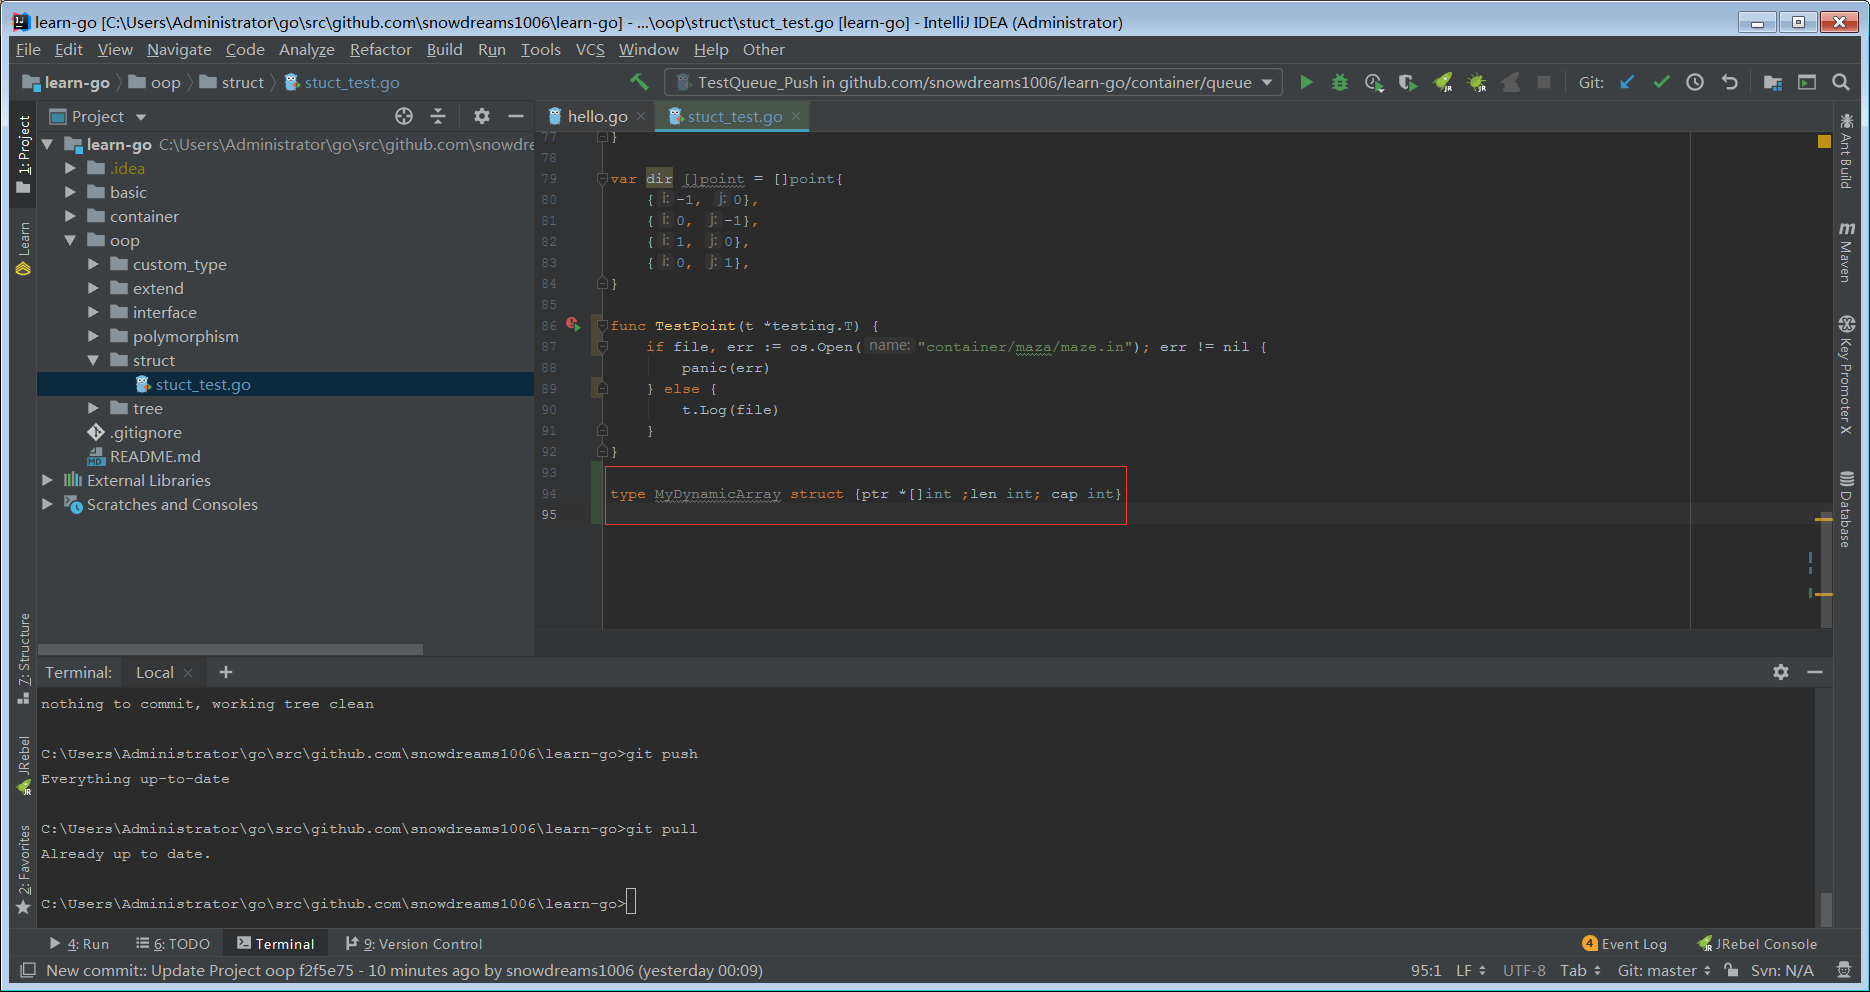 learn-go [C:\Users\Administrator\go\src\github.com\snowdreams1006\learn-go] - ...\oop\struct\stuct_test.go [learn-go] - IntelliJ IDEA (Administrator)
File Edit View Navigate Code Analyze Refactor Build Run Tools VCS Window Help Other
learn-go oop struct stuct_test.go
TestQueue_Push in github.com/snowdreams1006/learn-go/container/queue
Git:
Project
hello.go stuct_test.go
1: Project
Learn
7: Structure
JRebel
2: Favorites
learn-go C:\Users\Administrator\go\src\github.com\snowdre
.idea
basic
container
oop
custom_type
extend
interface
polymorphism
struct
stuct_test.go
tree
.gitignore
README.md
External Libraries
Scratches and Consoles
77 }
78
79 var dir []point = []point{
80 {i: -1, j: 0},
81 {i: 0, j: -1},
82 {i: 1, j: 0},
83 {i: 0, j: 1},
84 }
85
86 func TestPoint(t *testing.T) {
87 if file, err := os.Open( name: "container/maza/maze.in"); err != nil {
88 panic(err)
89 } else {
90 t.Log(file)
91 }
92 }
93
94 type MyDynamicArray struct {ptr *[]int ;len int; cap int}
95
Ant Build
Maven
Key Promoter X
Database
Terminal: Local
nothing to commit, working tree clean
C:\Users\Administrator\go\src\github.com\snowdreams1006\learn-go>git push
Everything up-to-date
C:\Users\Administrator\go\src\github.com\snowdreams1006\learn-go>git pull
Already up to date.
C:\Users\Administrator\go\src\github.com\snowdreams1006\learn-go>
4: Run 6: TODO Terminal 9: Version Control 4 Event Log JRebel Console
New commit:: Update Project oop f2f5e75 - 10 minutes ago by snowdreams1006 (yesterday 00:09) 95:1 LF UTF-8 Tab Git: master Svn: N/A